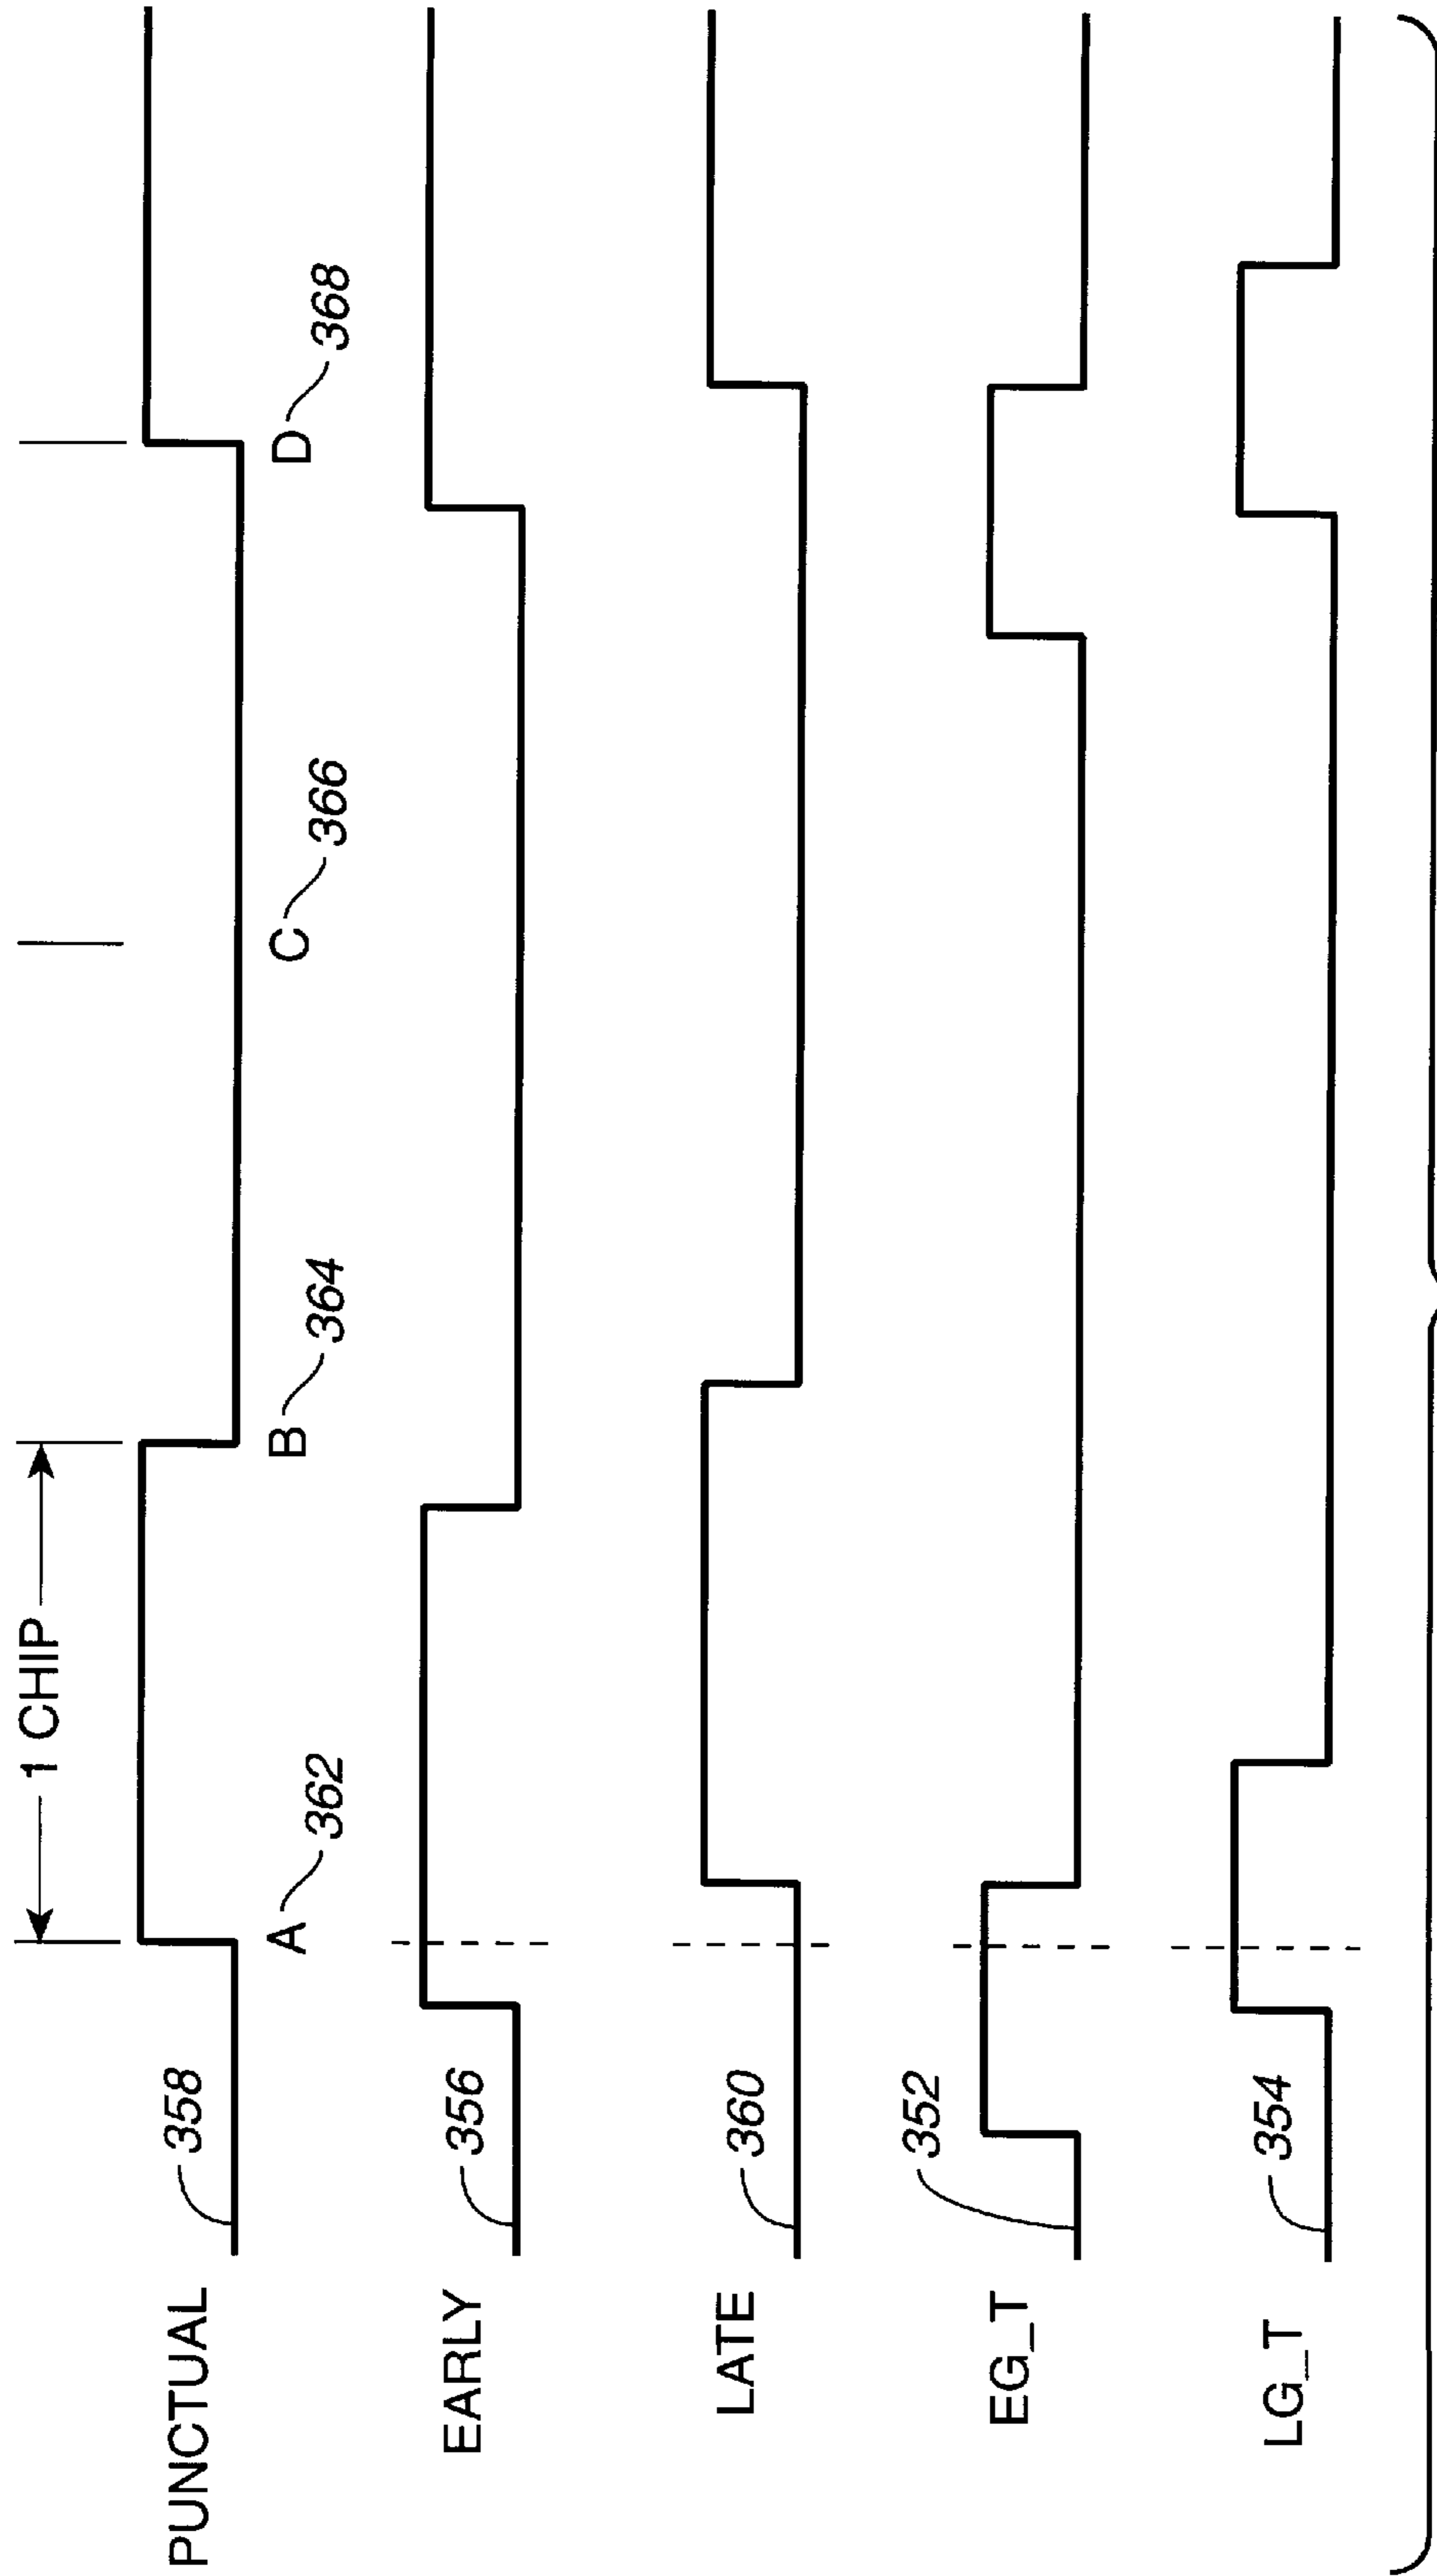 1 CHIP
PUNCTUAL 358
A 362 B 364 C 366 D 368
EARLY 356
LATE 360
EG_T 352
LG_T 354